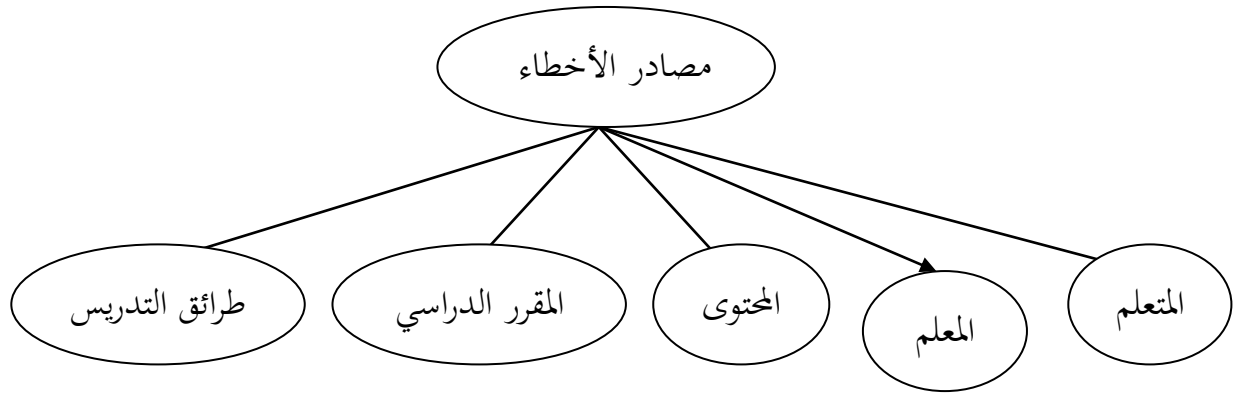 مصادر الأخطاء
المتعلم
المعلم
المحتوى
المقرر الدراسي
طرائق التدريس